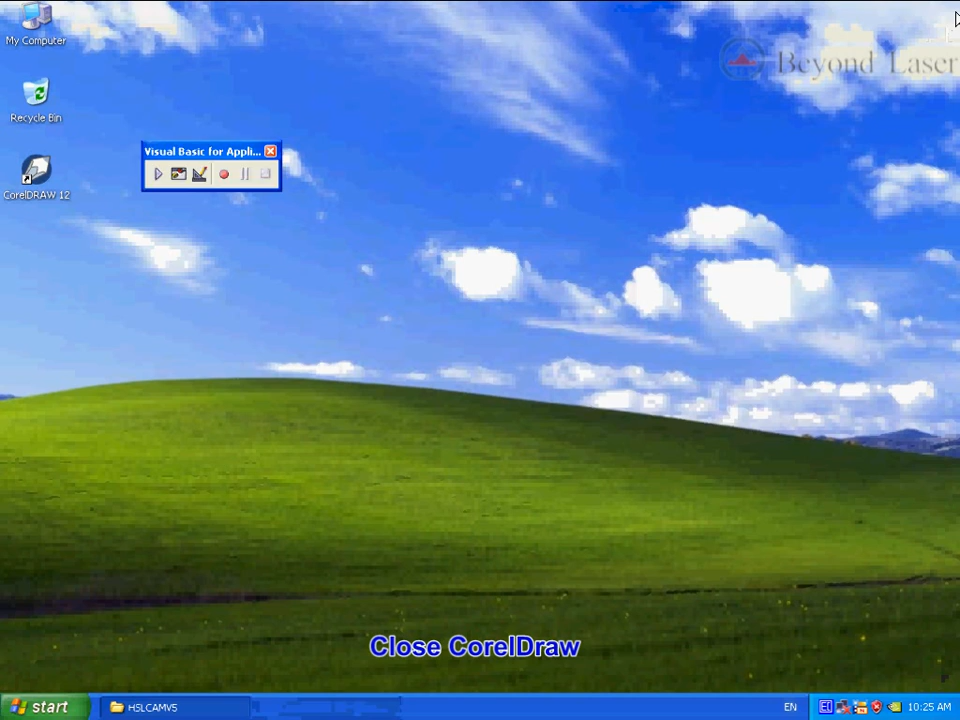 My Computer
Beyond Laser
Recycle Bin
Visual Basic for Appli...
CorelDRAW 12
Close CorelDraw
start
HSLCAMV5
EN
10:25 AM